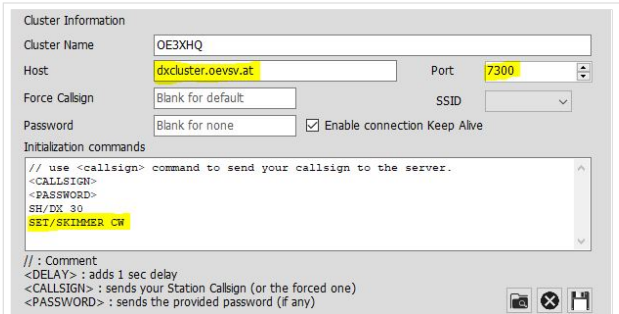 Cluster Information
Cluster Name OE3XHQ
Host dxcluster.oevsv.at Port 7300
Force Callsign Blank for default SSID
Password Blank for none Enable connection Keep Alive
Initialization commands
// use <callsign> command to send your callsign to the server.
<CALLSIGN>
<PASSWORD>
SH/DX 30
SET/SKIMMER CW
// : Comment
<DELAY> : adds 1 sec delay
<CALLSIGN> : sends your Station Callsign (or the forced one)
<PASSWORD> : sends the provided password (if any)